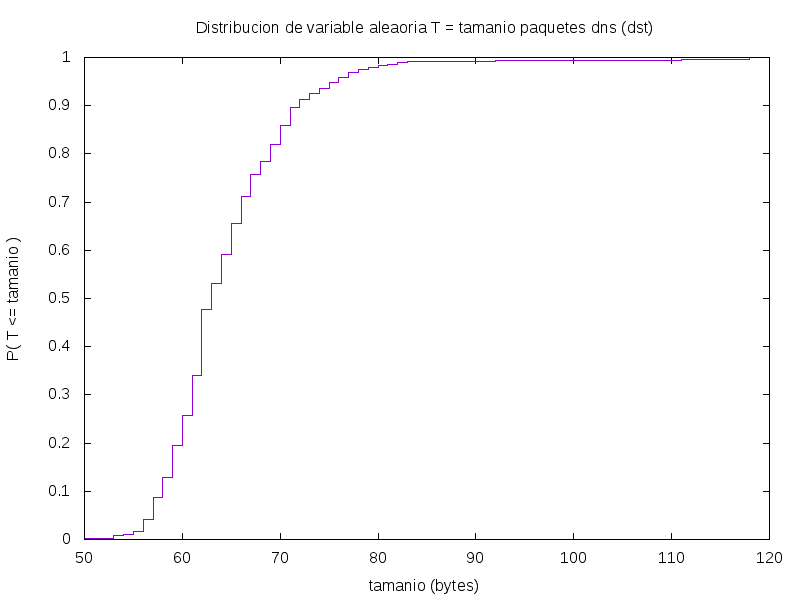 Distribucion de variable aleaoria T = tamanio paquetes dns (dst)
1
0.9
0.8
0.7
0.6
0.5
0.4
0.3
0.2
0.1
0
P( T <= tamanio )
50 60 70 80 90 100 110 120
tamanio (bytes)